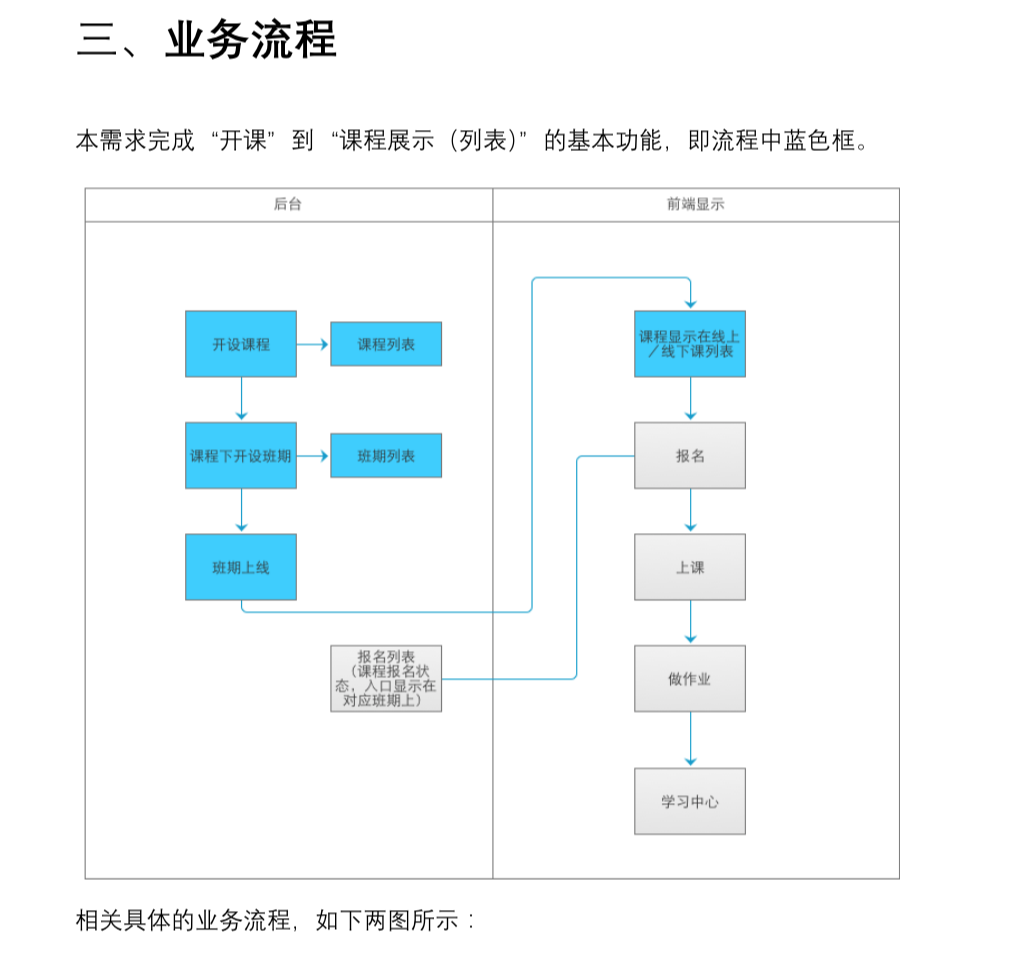 三、业务流程
本需求完成“开课”到“课程展示（列表）”的基本功能，即流程中蓝色框。
后台
前端显示
开设课程
课程列表
课程显示在线上
／线下课列表
课程下开设班期
班期列表
报名
班期上线
上课
报名列表
（课程报名状
态，入口显示在
对应班期上）
做作业
学习中心
相关具体的业务流程，如下两图所示：